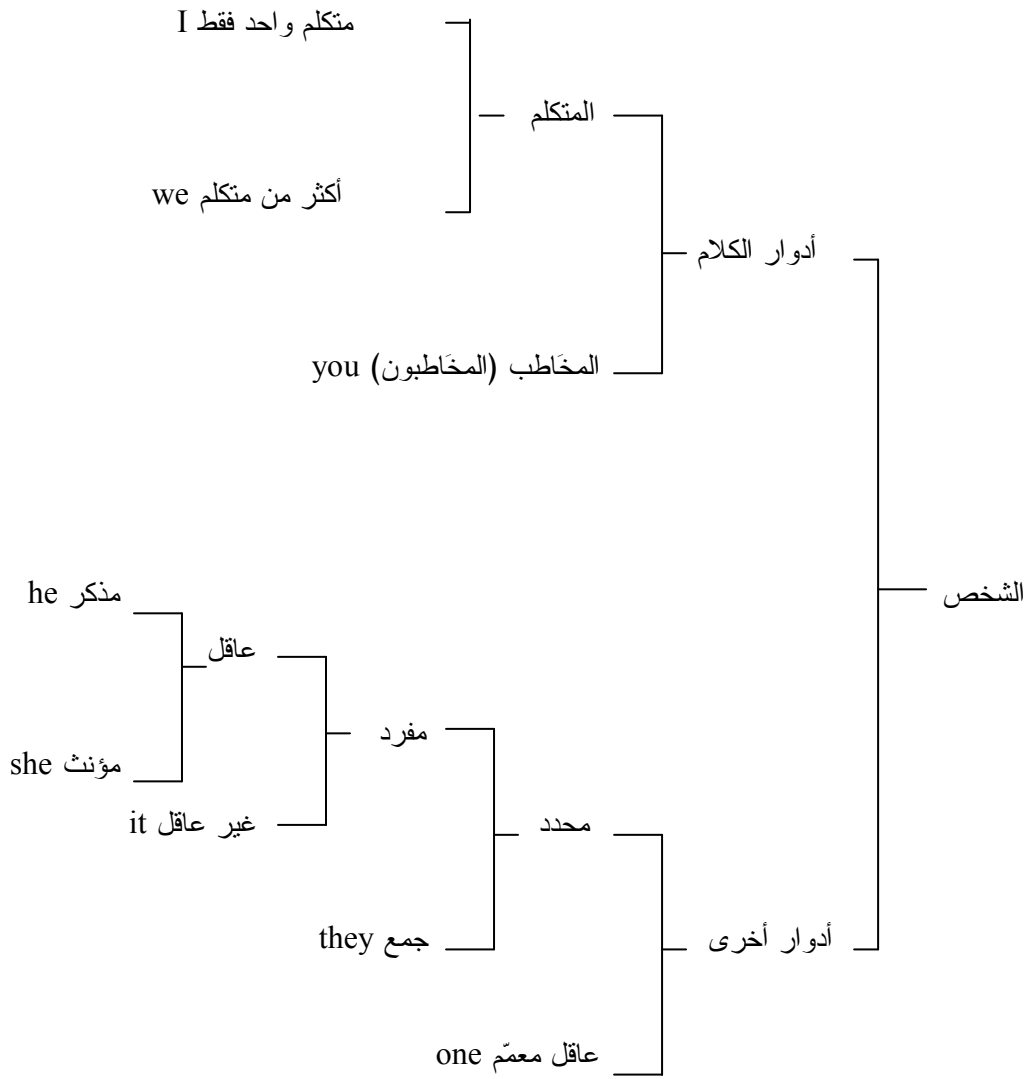 متكلم واحد فقط I
المتكلم
أكثر من متكلم we
أدوار الكلام
المخَاطب (المخَاطبون) you
الشخص
مذكر he
عاقل
مؤنث she
مفرد
غير عاقل it
محدد
جمع they
أدوار أخرى
عاقل معمّم one